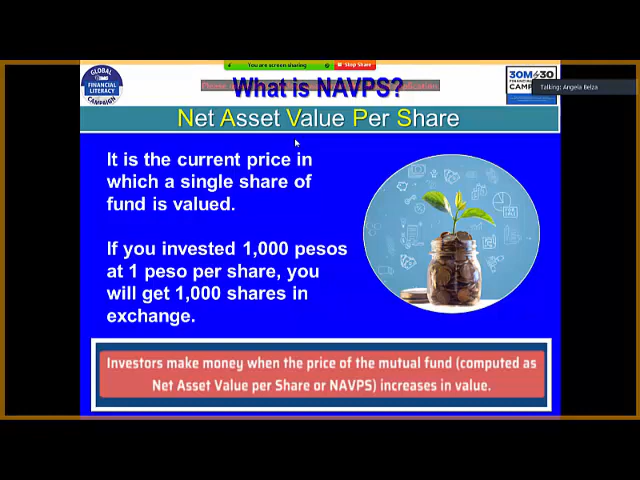 You are screen sharing
Stop Share
GLOBAL
FINANCIAL
LITERACY
CAMPAIGN
What is NAVPS?
30M 30
FINANCIAL
CAMP
Talking: Angela Belza
Net Asset Value Per Share
It is the current price in
which a single share of
fund is valued.
If you invested 1,000 pesos
at 1 peso per share, you
will get 1,000 shares in
exchange.
Investors make money when the price of the mutual fund (computed as
Net Asset Value per Share or NAVPS) increases in value.